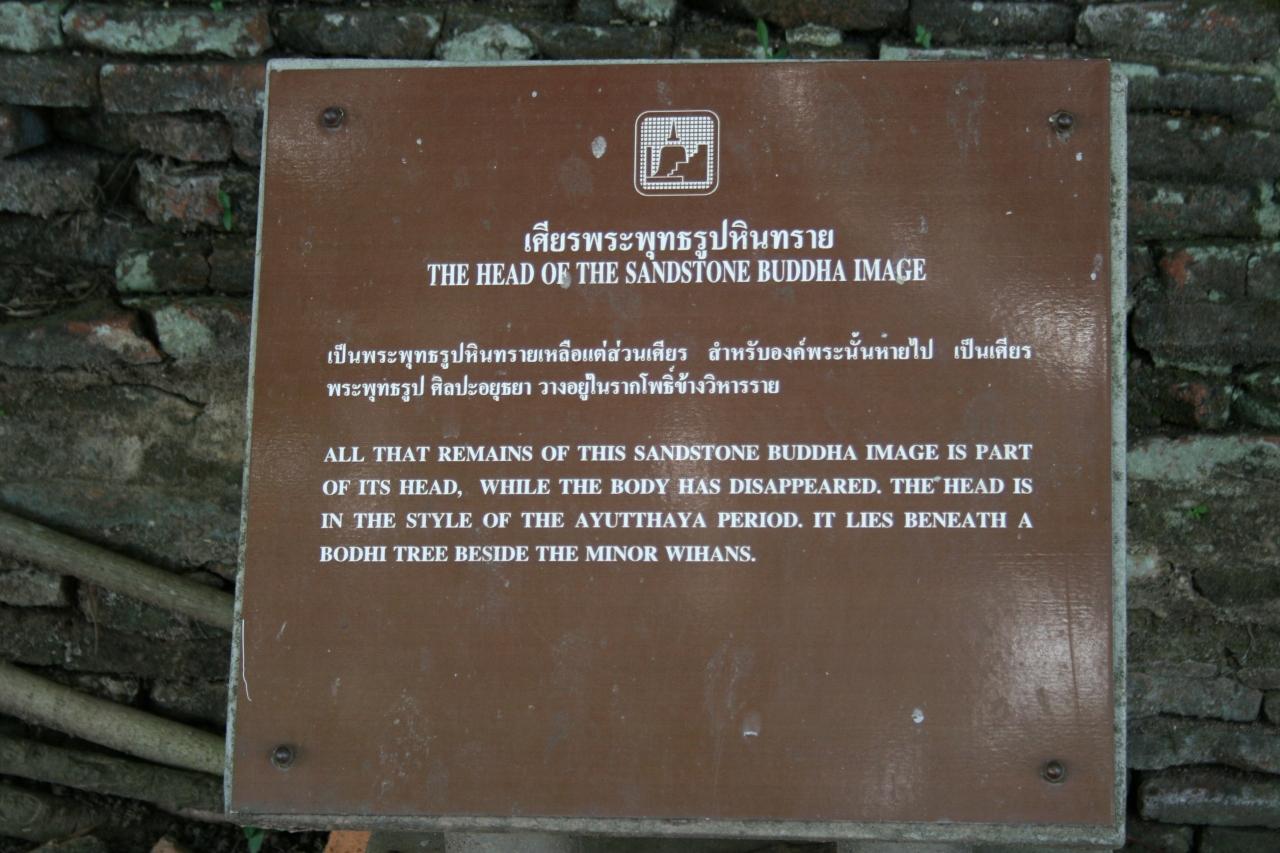 เศียรพระพุทธรูปหินทราย
THE HEAD OF THE SANDSTONE BUDDHA IMAGE
เป็นพระพุทธรูปหินทรายเหลือแต่ส่วนเศียร สำหรับองค์พระนั้นหายไป เป็นเศียร
พระพุทธรูป ศิลปะอยุธยา วางอยู่ในรากโพธิ์ข้างวิหารราย
ALL THAT REMAINS OF THIS SANDSTONE BUDDHA IMAGE IS PART
OF ITS HEAD, WHILE THE BODY HAS DISAPPEARED. THE HEAD IS
IN THE STYLE OF THE AYUTTHAYA PERIOD. IT LIES BENEATH A
BODHI TREE BESIDE THE MINOR WIHANS.